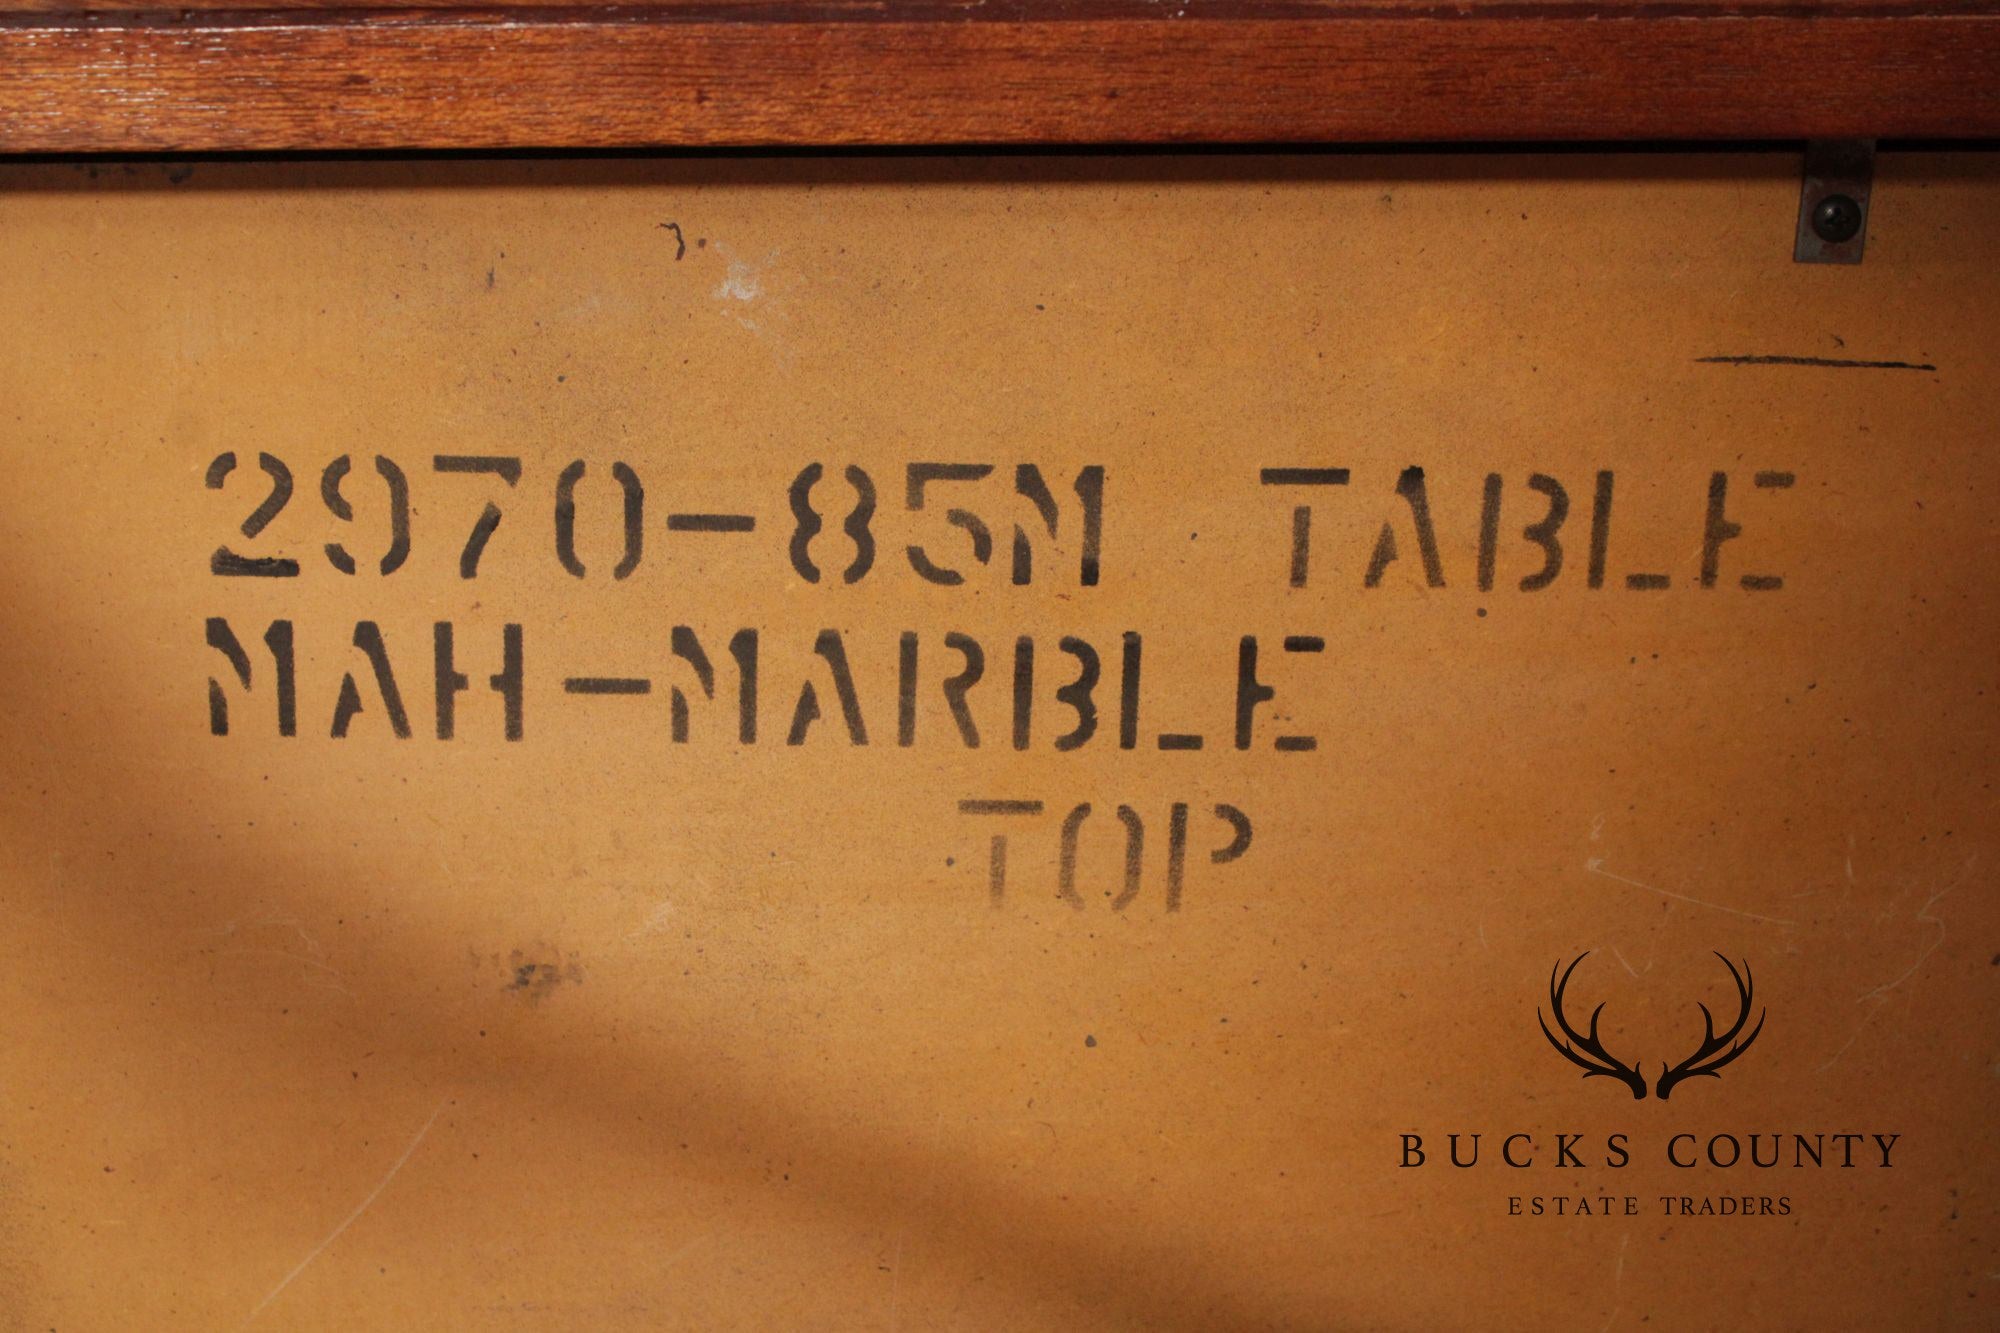 2970-85M TABLE
MAH-MARBLE
TOP
BUCKS COUNTY
ESTATE TRADERS